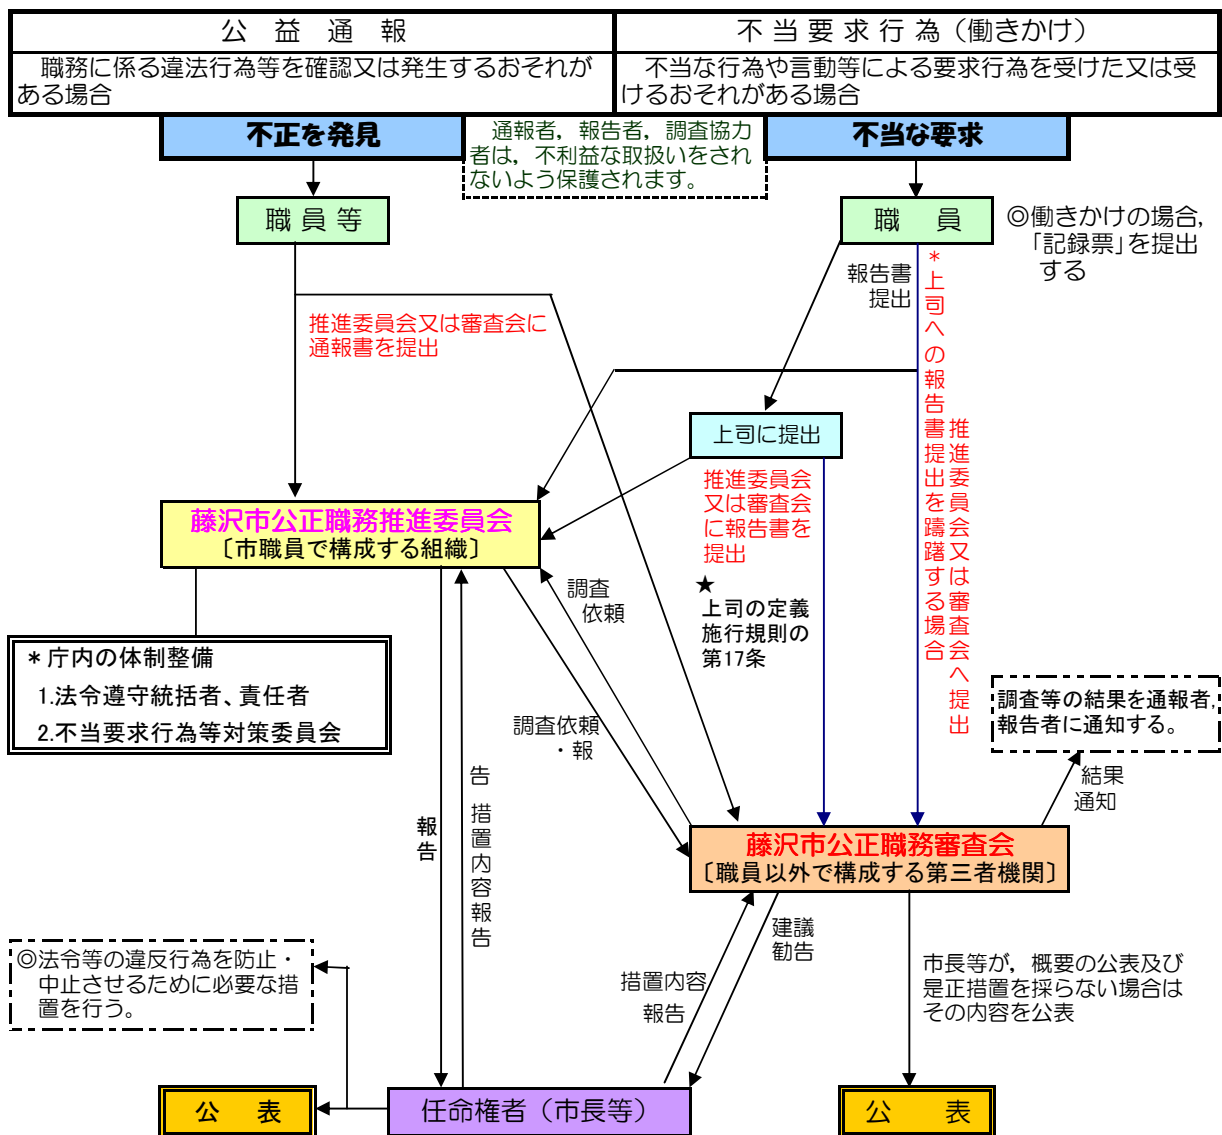 公　益　通　報
不 当 要 求 行 為（働きかけ）
職務に係る違法行為等を確認又は発生するおそれが
ある場合
不当な行為や言動等による要求行為を受けた又は受
けるおそれがある場合
不正を発見
通報者，報告者，調査協力
者は，不利益な取扱いをされ
ないよう保護されます。
不当な要求
職 員 等
職　員
◎働きかけの場合，
「記録票」を提出
する
報告書
提出
推進委員会又は審査会に
通報書を提出
＊上司への報告書提出を躊躇する場合
推進委員会又は審査会へ提出
上司に提出
推進委員会
又は審査会
に報告書を
提出
★
上司の定義
施行規則の
第17条
藤沢市公正職務推進委員会
〔市職員で構成する組織〕
調査
依頼
＊庁内の体制整備
1.法令遵守統括者、責任者
2.不当要求行為等対策委員会
調査依頼
・報
告
措置内容報告
報告
調査等の結果を通報者，
報告者に通知する。
結果
通知
藤沢市公正職務審査会
〔職員以外で構成する第三者機関〕
建議
勧告
措置内容
報告
市長等が，概要の公表及び
是正措置を採らない場合は
その内容を公表
◎法令等の違反行為を防止・
中止させるために必要な措
置を行う。
公　表
任命権者（市長等）
公　表